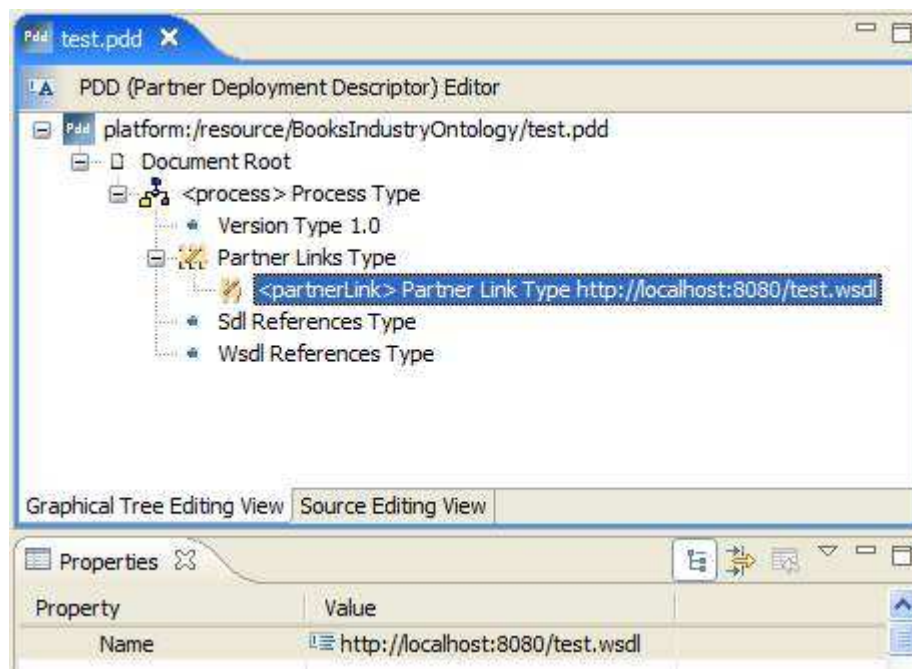 Pdd test.pdd
PDD (Partner Deployment Descriptor) Editor
Pdd platform:/resource/BooksIndustryOntology/test.pdd
Document Root
<process> Process Type
Version Type 1.0
Partner Links Type
<partnerLink> Partner Link Type http://localhost:8080/test.wsdl
Sdl References Type
Wsdl References Type
Graphical Tree Editing View Source Editing View
Properties
Property Value
Name http://localhost:8080/test.wsdl